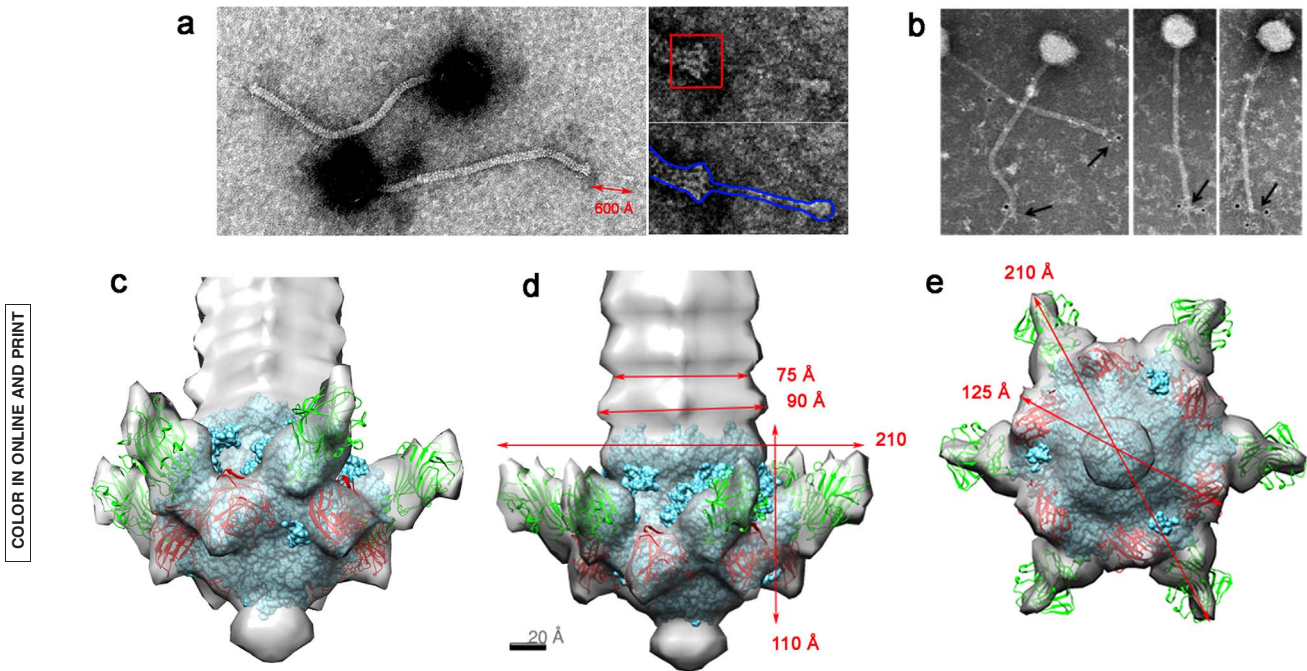 a
600 Å
b
COLOR IN ONLINE AND PRINT
c
d
75 Å
90 Å
210
110 Å
20 Å
e
210 Å
125 Å